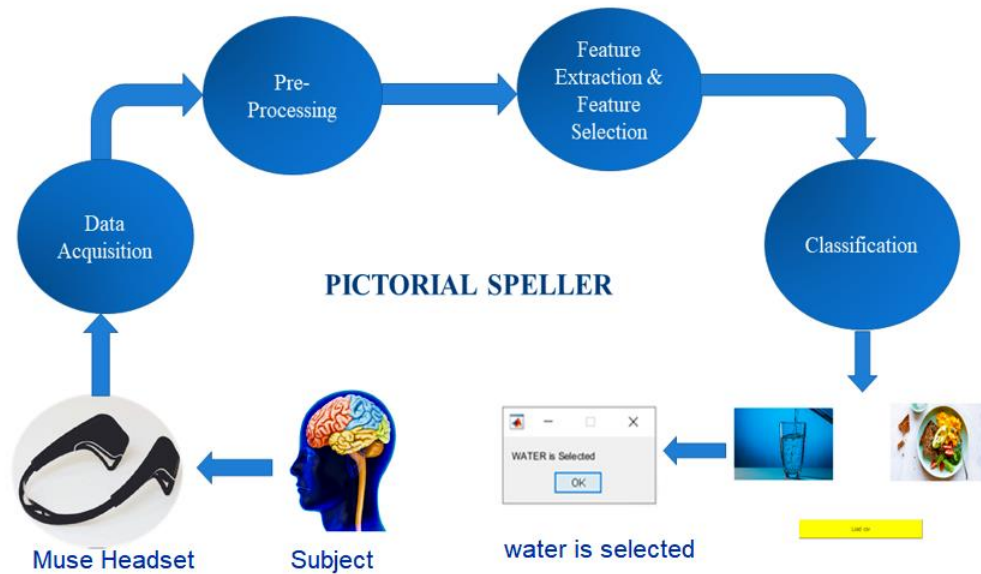 Pre-
Processing
Feature
Extraction &
Feature
Selection
Data
Acquisition
Classification
PICTORIAL SPELLER
WATER is Selected
OK
Muse Headset
Subject
water is selected